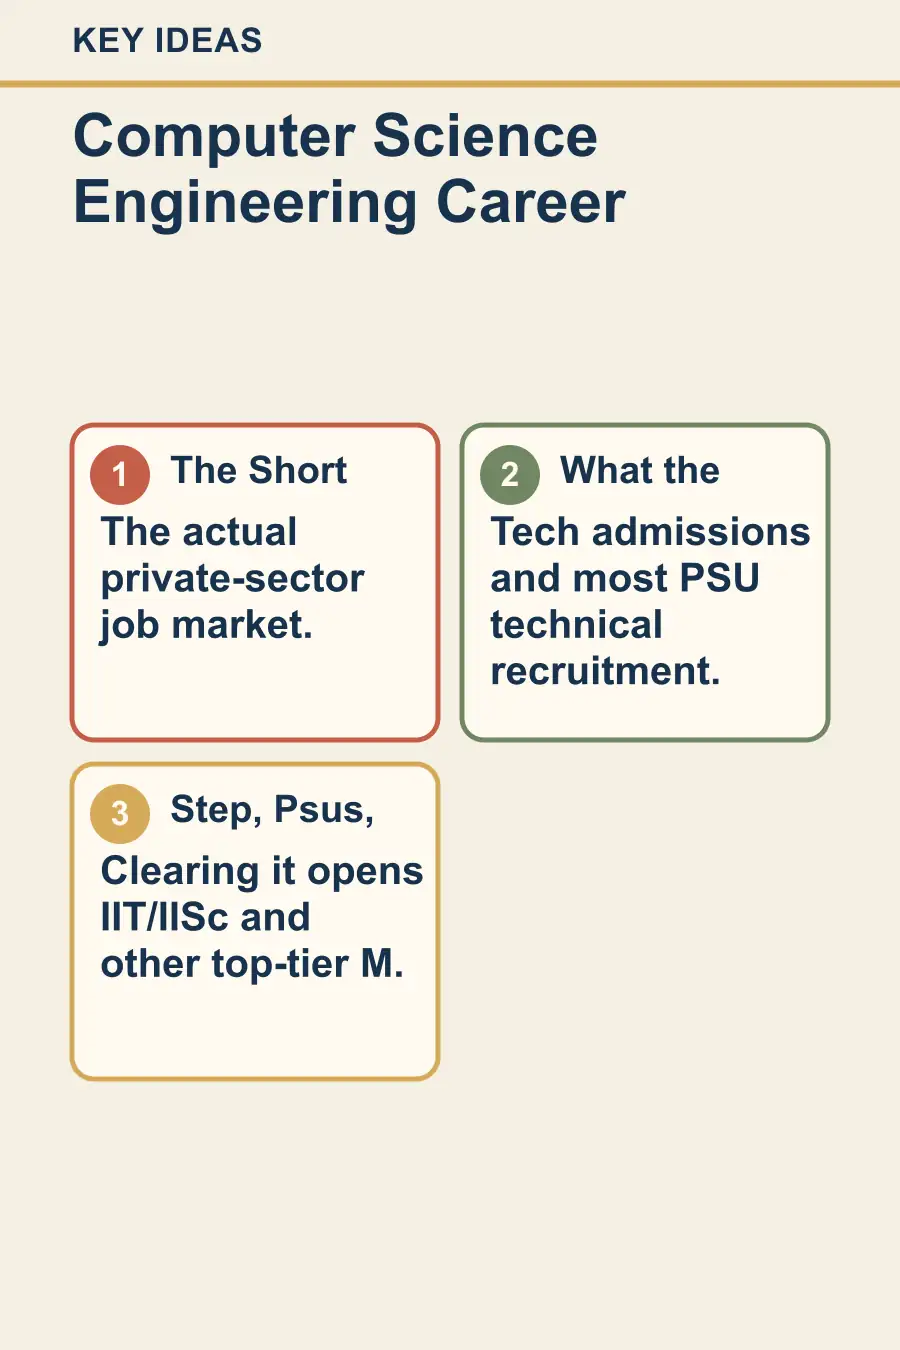 KEY IDEAS
Computer Science
Engineering Career
1 The Short
The actual
private-sector
job market.
2 What the
Tech admissions
and most PSU
technical
recruitment.
3 Step, Psus,
Clearing it opens
IIT/IISc and
other top-tier M.